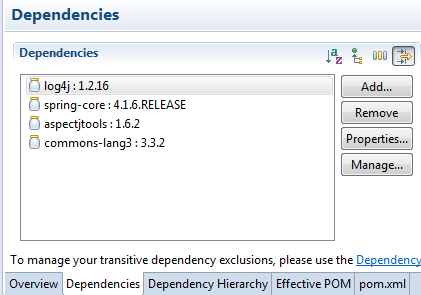 Dependencies
Dependencies
log4j : 1.2.16
spring-core : 4.1.6.RELEASE
aspectjtools : 1.6.2
commons-lang3 : 3.3.2
Add...
Remove
Properties...
Manage...
To manage your transitive dependency exclusions, please use the Dependency
Overview Dependencies Dependency Hierarchy Effective POM pom.xml